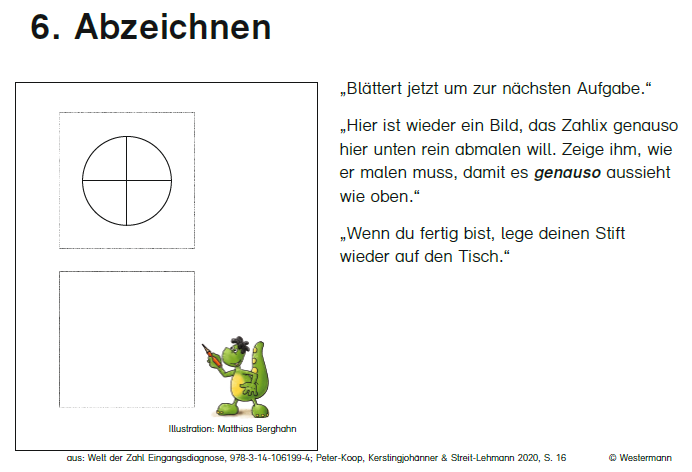 6. Abzeichnen
„Blättert jetzt um zur nächsten Aufgabe.“
„Hier ist wieder ein Bild, das Zahlix genauso
hier unten rein abmalen will. Zeige ihm, wie
er malen muss, damit es genauso aussieht
wie oben.“
„Wenn du fertig bist, lege deinen Stift
wieder auf den Tisch.“
Illustration: Matthias Berghahn
aus: Welt der Zahl Eingangsdiagnose, 978-3-14-106199-4; Peter-Koop, Kerstingjohänner & Streit-Lehmann 2020, S. 16 © Westermann